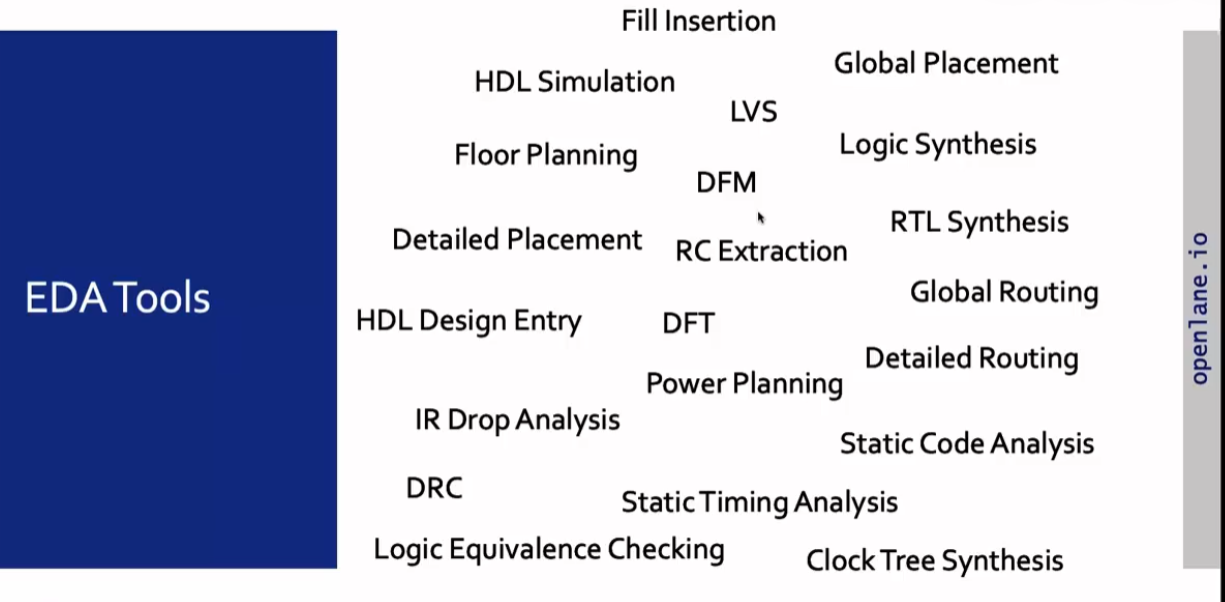 Fill Insertion
Global Placement
HDL Simulation
LVS
Logic Synthesis
Floor Planning
DFM
RTL Synthesis
Detailed Placement
RC Extraction
EDA Tools
Global Routing
HDL Design Entry
DFT
Detailed Routing
Power Planning
IR Drop Analysis
Static Code Analysis
DRC
Static Timing Analysis
Logic Equivalence Checking
Clock Tree Synthesis
openlane.io